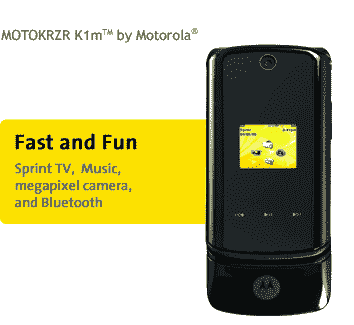 MOTOKRZR K1m™ by Motorola®
Fast and Fun
Sprint TV, Music,
megapixel camera,
and Bluetooth